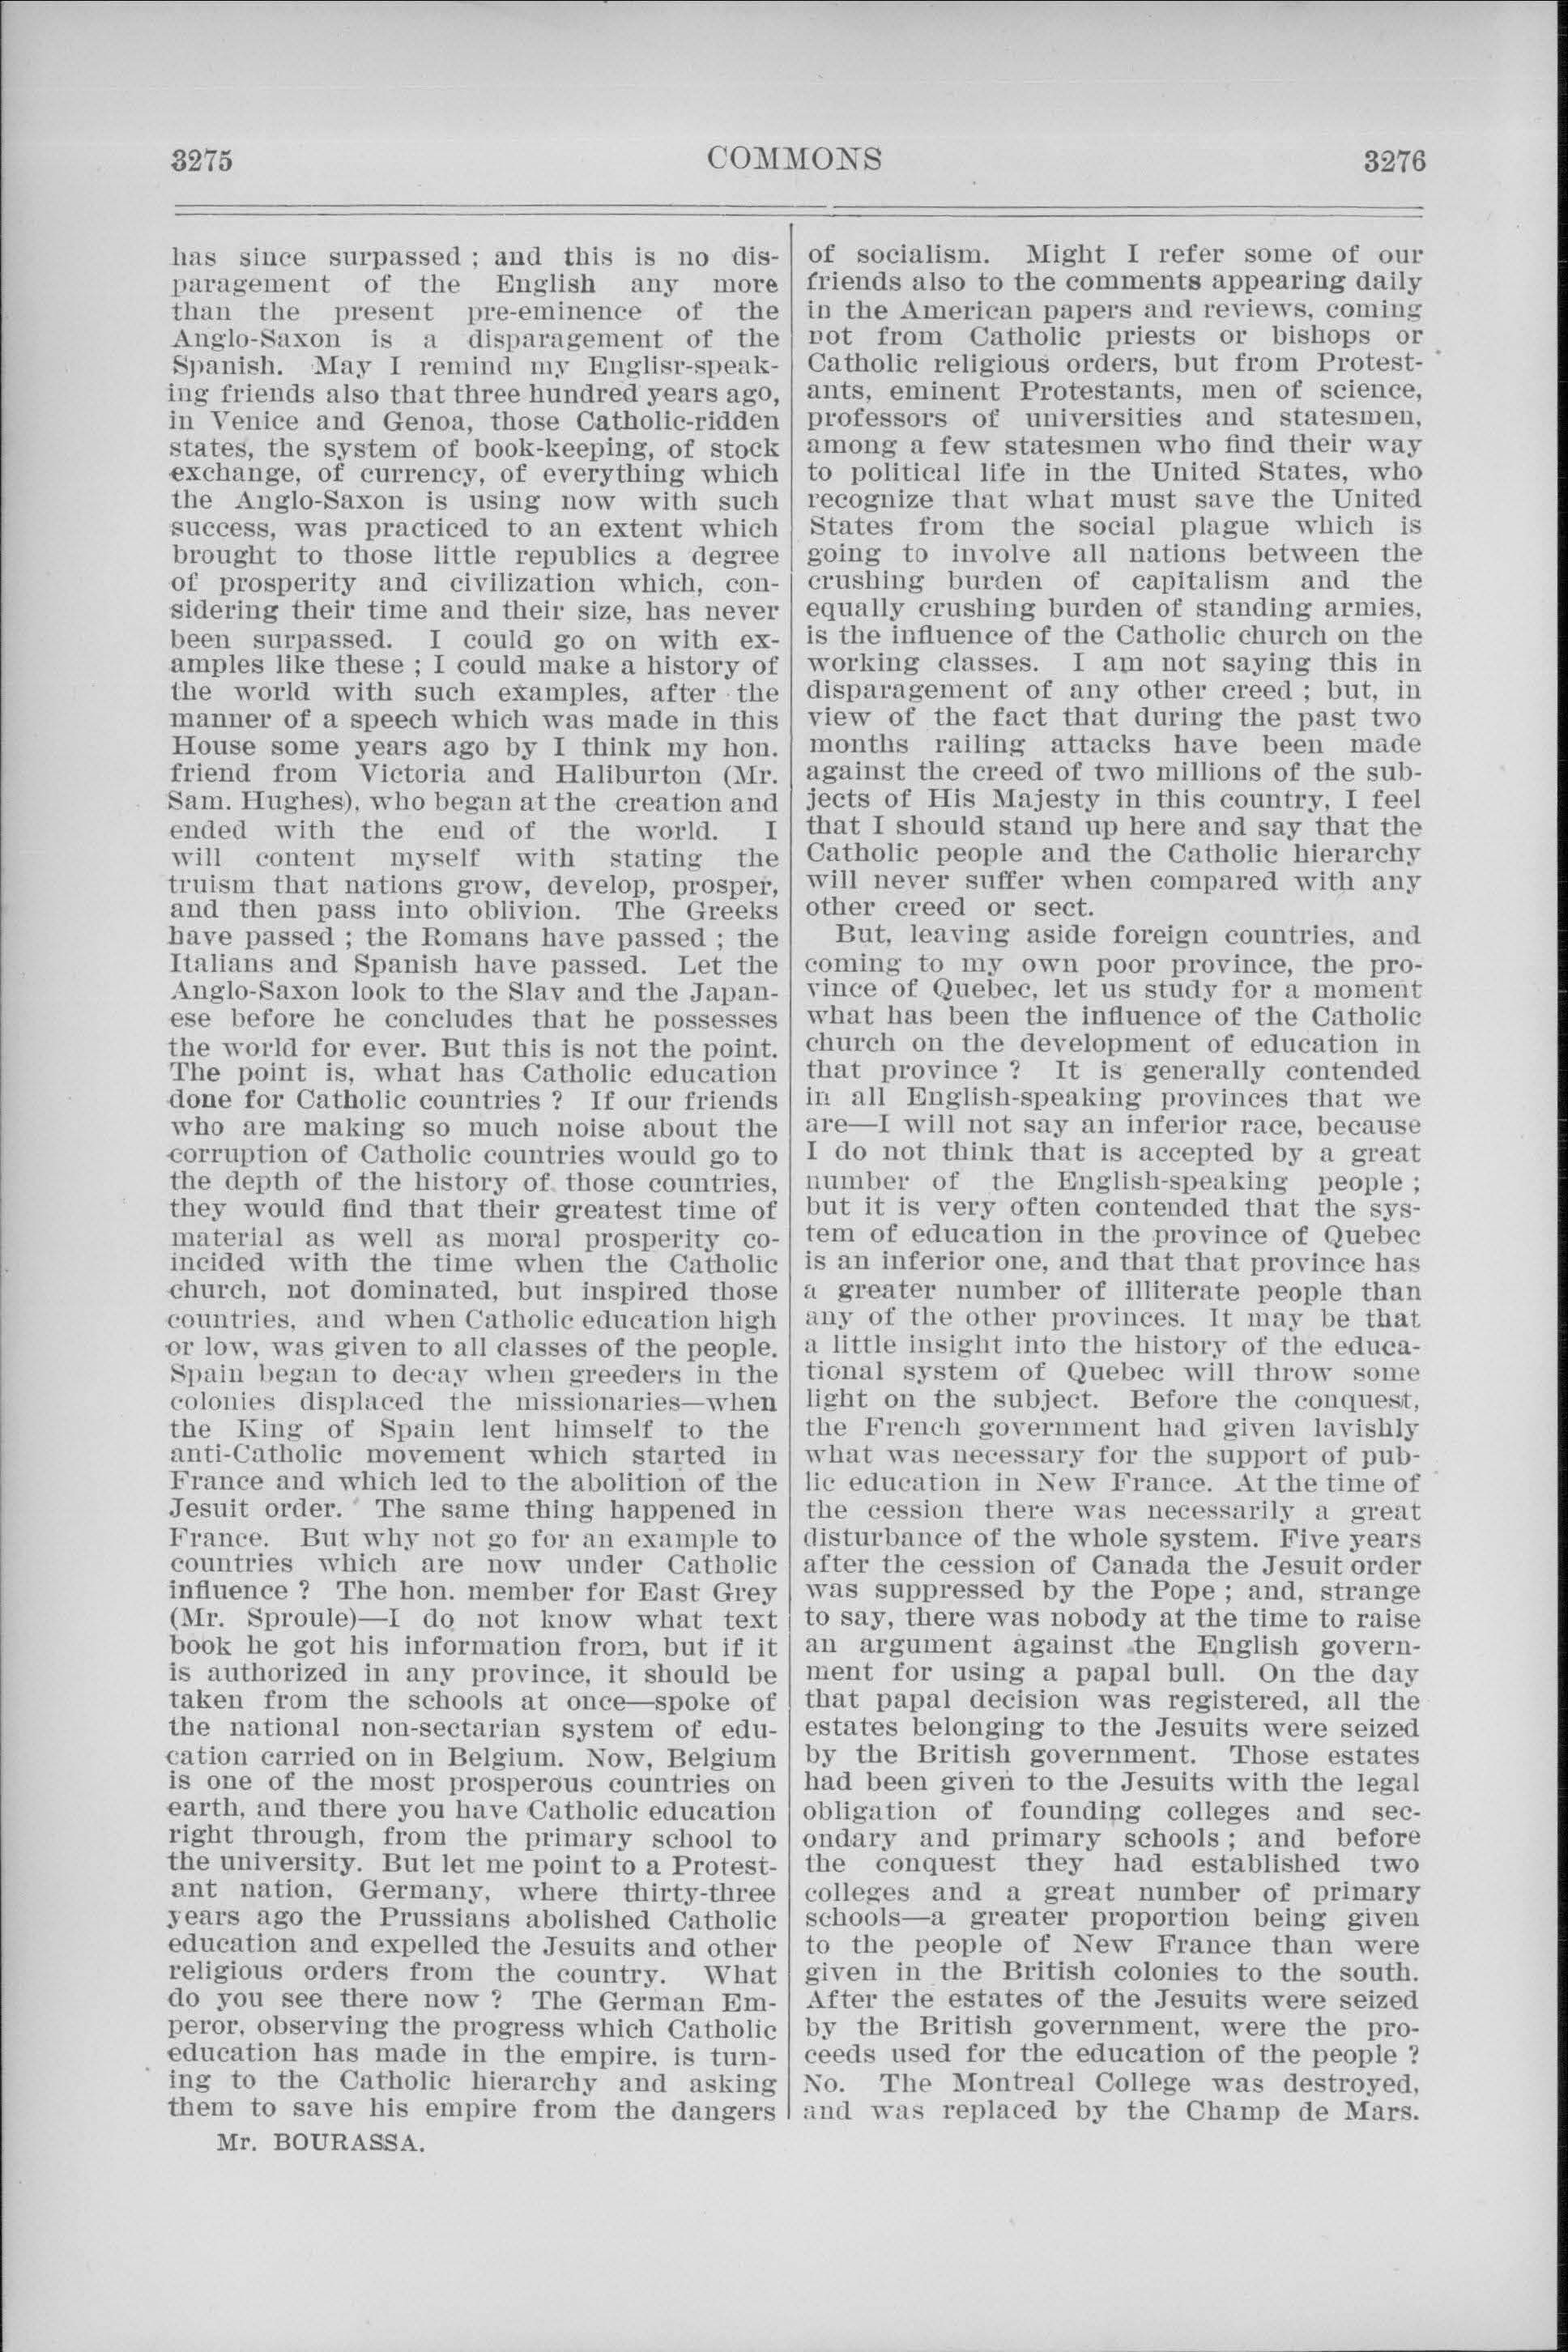 3275 COMMONS 3276
has since surpassed ; and this is no dis-
paragement of the English any more
than the present pre-eminence of the
Anglo-Saxon is a disparagement of the
Spanish. May I remind my Englisr-speak-
ing friends also that three hundred years ago,
in Venice and Genoa, those Catholic-ridden
states, the system of book-keeping, of stock
exchange, of currency, of everything which
the Anglo-Saxon is using now with such
success, was practiced to an extent which
brought to those little republics a degree
of prosperity and civilization which, con-
sidering their time and their size, has never
been surpassed. I could go on with ex-
amples like these ; I could make a history of
the world with such examples, after the
manner of a speech which was made in this
House some years ago by I think my hon.
friend from Victoria and Haliburton (Mr.
Sam. Hughes), who began at the creation and
ended with the end of the world. I
will content myself with stating the
truism that nations grow, develop, prosper,
and then pass into oblivion. The Greeks
have passed ; the Romans have passed ; the
Italians and Spanish have passed. Let the
Anglo-Saxon look to the Slav and the Japan-
ese before he concludes that he possesses
the world for ever. But this is not the point.
The point is, what has Catholic education
done for Catholic countries ? If our friends
who are making so much noise about the
corruption of Catholic countries would go to
the depth of the history of those countries,
they would find that their greatest time of
material as well as moral prosperity co-
incided with the time when the Catholic
church, not dominated, but inspired those
countries, and when Catholic education high
or low, was given to all classes of the people.
Spain began to decay when greeders in the
colonies displaced the missionaries—when
the King of Spain lent himself to the
anti-Catholic movement which started in
France and which led to the abolition of the
Jesuit order. The same thing happened in
France. But why not go for an example to
countries which are now under Catholic
influence ? The hon. member for East Grey
(Mr. Sproule)—I do not know what text
book he got his information from, but if it
is authorized in any province, it should be
taken from the schools at once—spoke of
the national non-sectarian system of edu-
cation carried on in Belgium. Now, Belgium
is one of the most prosperous countries on
earth, and there you have Catholic education
right through, from the primary school to
the university. But let me point to a Protest-
ant nation, Germany, where thirty-three
years ago the Prussians abolished Catholic
education and expelled the Jesuits and other
religious orders from the country. What
do you see there now ? The German Em-
peror, observing the progress which Catholic
education has made in the empire, is turn-
ing to the Catholic hierarchy and asking
them to save his empire from the dangers
Mr. BOURASSA.
of socialism. Might I refer some of our
friends also to the comments appearing daily
in the American papers and reviews, coming
not from Catholic priests or bishops or
Catholic religious orders, but from Protest-
ants, eminent Protestants, men of science,
professors of universities and statesmen,
among a few statesmen who find their way
to political life in the United States, who
recognize that what must save the United
States from the social plague which is
going to involve all nations between the
crushing burden of capitalism and the
equally crushing burden of standing armies,
is the influence of the Catholic church on the
working classes. I am not saying this in
disparagement of any other creed ; but, in
view of the fact that during the past two
months railing attacks have been made
against the creed of two millions of the sub-
jects of His Majesty in this country, I feel
that I should stand up here and say that the
Catholic people and the Catholic hierarchy
will never suffer when compared with any
other creed or sect.
But, leaving aside foreign countries, and
coming to my own poor province, the pro-
vince of Quebec, let us study for a moment
what has been the influence of the Catholic
church on the development of education in
that province ? It is generally contended
in all English-speaking provinces that we
are—I will not say an inferior race, because
I do not think that is accepted by a great
number of the English-speaking people ;
but it is very often contended that the sys-
tem of education in the province of Quebec
is an inferior one, and that that province has
a greater number of illiterate people than
any of the other provinces. It may be that
a little insight into the history of the educa-
tional system of Quebec will throw some
light on the subject. Before the conquest,
the French government had given lavishly
what was necessary for the support of pub-
lic education in New France. At the time of
the cession there was necessarily a great
disturbance of the whole system. Five years
after the cession of Canada the Jesuit order
was suppressed by the Pope ; and, strange
to say, there was nobody at the time to raise
an argument against the English govern-
ment for using a papal bull. On the day
that papal decision was registered, all the
estates belonging to the Jesuits were seized
by the British government. Those estates
had been given to the Jesuits with the legal
obligation of founding colleges and sec-
ondary and primary schools ; and before
the conquest they had established two
colleges and a great number of primary
schools—a greater proportion being given
to the people of New France than were
given in the British colonies to the south.
After the estates of the Jesuits were seized
by the British government, were the pro-
ceeds used for the education of the people ?
No. The Montreal College was destroyed,
and was replaced by the Champ de Mars.